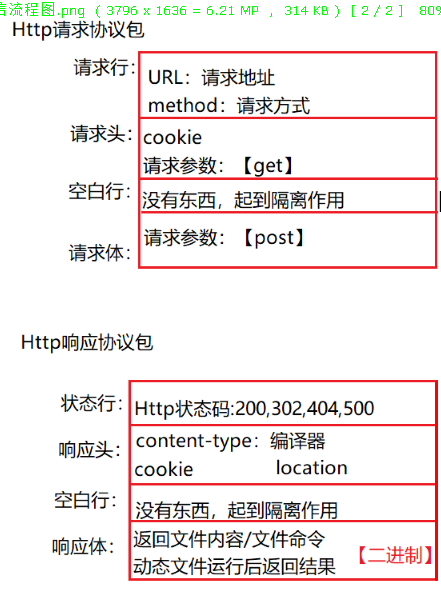 信流程图.png ( 3796 x 1636 = 6.21 MP , 314 KB ) [ 2 / 2 ] 80%
Http请求协议包
请求行：
URL：请求地址
method：请求方式
请求头：
cookie
请求参数：【get】
空白行：
没有东西，起到隔离作用
请求体：
请求参数：【post】
Http响应协议包
状态行：
Http状态码:200,302,404,500
响应头：
content-type：编译器
cookie location
空白行：
没有东西，起到隔离作用
响应体：
返回文件内容/文件命令
动态文件运行后返回结果
【二进制】